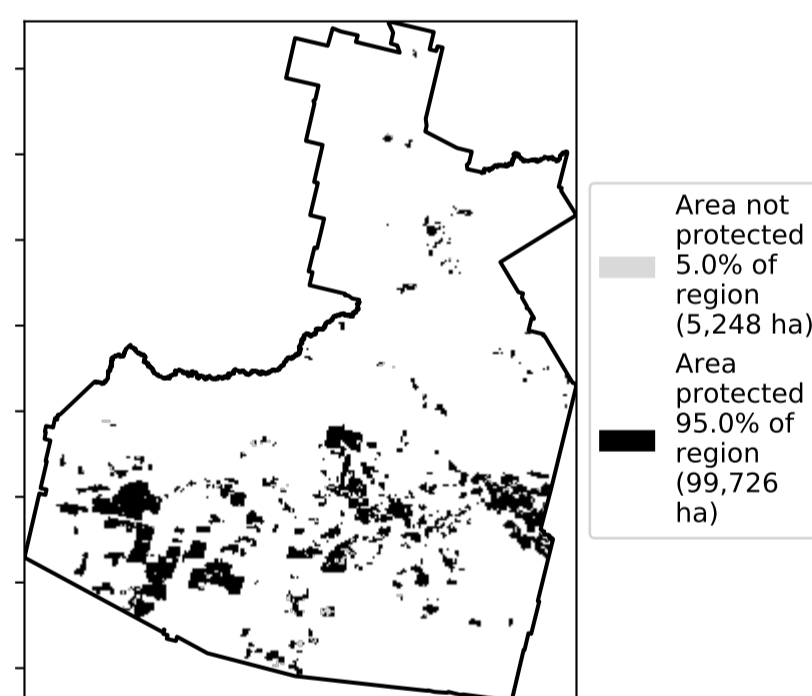 Area not
protected
5.0% of
region
(5,248 ha)
Area
protected
95.0% of
region
(99,726
ha)